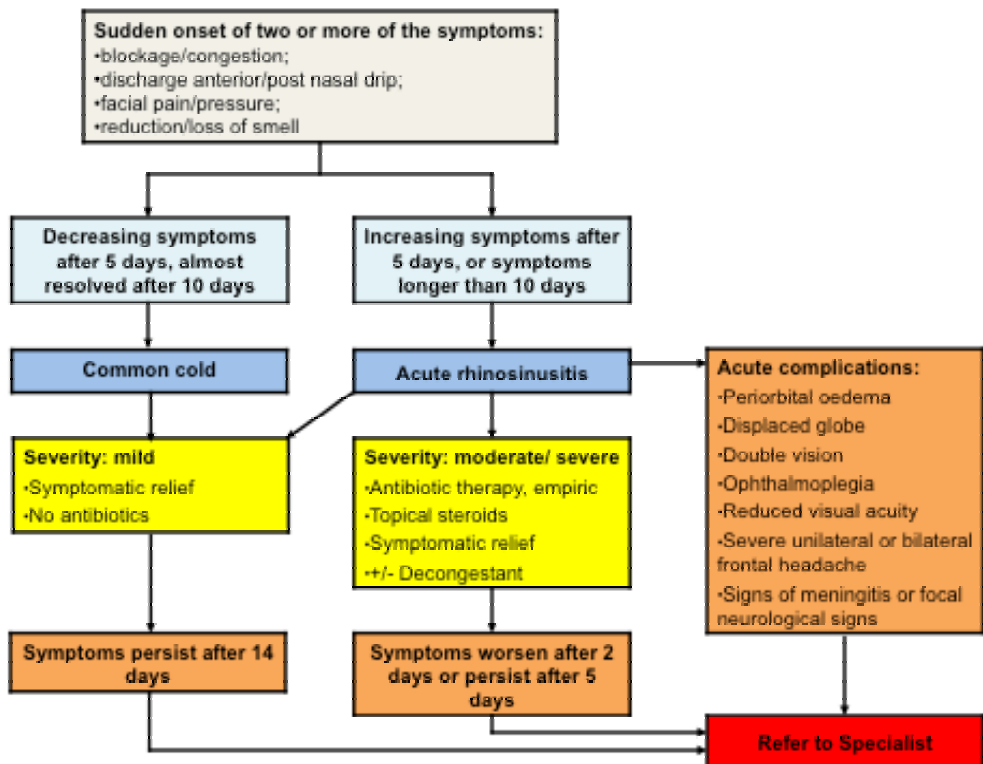 Sudden onset of two or more of the symptoms:
•blockage/congestion;
•discharge anterior/post nasal drip;
•facial pain/pressure;
•reduction/loss of smell
Decreasing symptoms
after 5 days, almost
resolved after 10 days
Increasing symptoms after
5 days, or symptoms
longer than 10 days
Common cold
Acute rhinosinusitis
Acute complications:
•Periorbital oedema
•Displaced globe
•Double vision
•Ophthalmoplegia
•Reduced visual acuity
•Severe unilateral or bilateral
frontal headache
•Signs of meningitis or focal
neurological signs
Severity: mild
•Symptomatic relief
•No antibiotics
Severity: moderate/ severe
•Antibiotic therapy, empiric
•Topical steroids
•Symptomatic relief
•+/- Decongestant
Symptoms persist after 14
days
Symptoms worsen after 2
days or persist after 5
days
Refer to Specialist